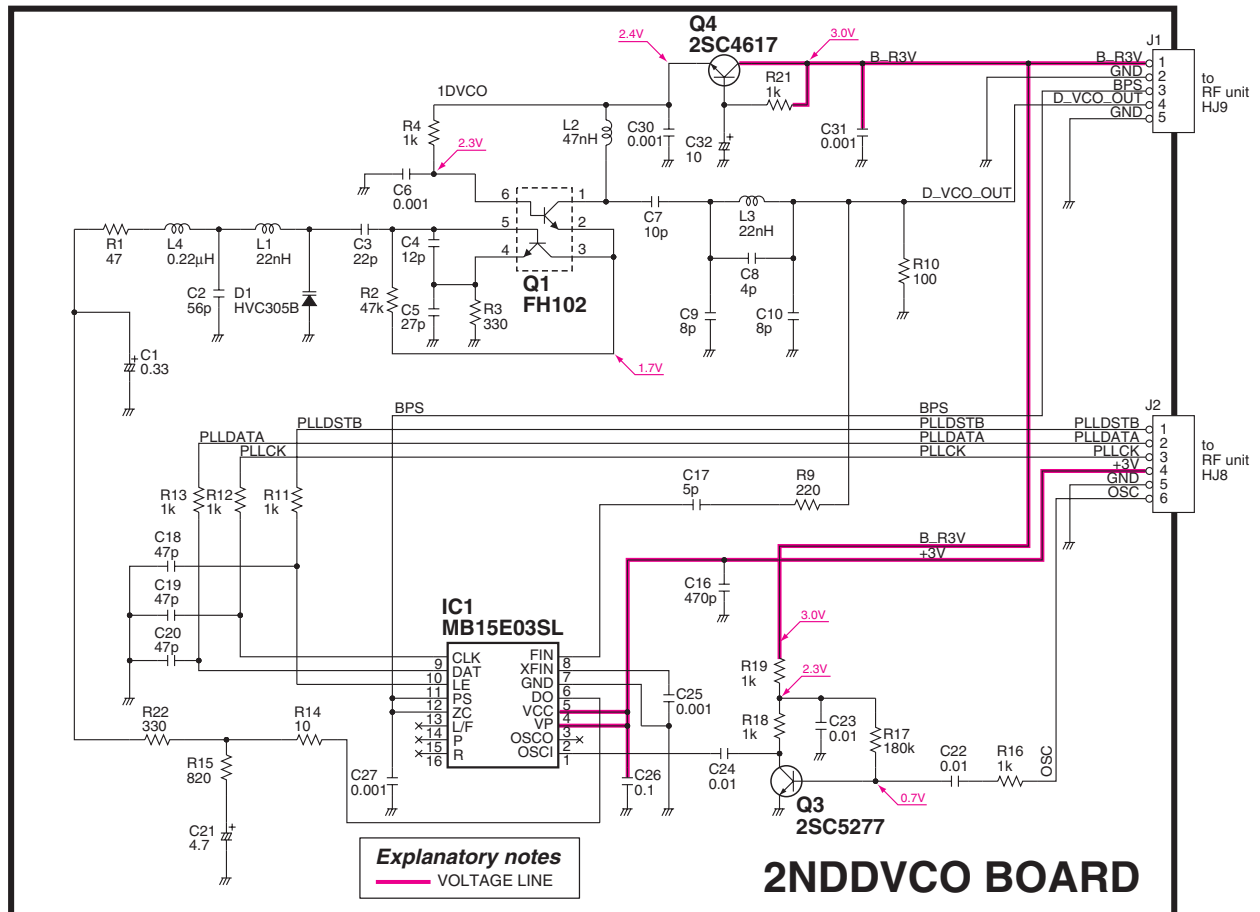 Q4
2SC4617
2.4V
3.0V
B_R3V
B_R3V
J1
1
GND
2
BPS
3
D_VCO_OUT
4
GND
5
to
RF unit
HJ9
R21
1k
1DVCO
R4
1k
L2
47nH
C30
0.001
C32
10
C31
0.001
2.3V
C6
0.001
6
1
5
2
4
3
Q1
FH102
C7
10p
L3
22nH
D_VCO_OUT
R1
47
L4
0.22µH
L1
22nH
C3
22p
C4
12p
C8
4p
R10
100
C2
56p
D1
HVC305B
R2
47k
C5
27p
R3
330
C9
8p
C10
8p
C1
0.33
1.7V
BPS
BPS
J2
PLLDSTB
PLLDSTB
PLLDSTB
1
PLLDATA
PLLDATA
PLLDATA
2
PLLCK
PLLCK
PLLCK
3
+3V
4
GND
5
OSC
6
to
RF unit
HJ8
R13
1k
R12
1k
R11
1k
C17
5p
R9
220
C18
47p
B_R3V
+3V
C19
47p
C16
470p
C20
47p
IC1
MB15E03SL
CLK
DAT
LE
PS
ZC
L/F
P
R
9
10
11
12
13
14
15
16
FIN
XFIN
GND
DO
VCC
VP
OSCO
OSCI
8
7
6
5
4
3
2
1
3.0V
R19
1k
2.3V
C25
0.001
R18
1k
C23
0.01
R17
180k
R22
330
R14
10
R15
820
C27
0.001
C26
0.1
C24
0.01
C22
0.01
R16
1k
OSC
0.7V
Q3
2SC5277
C21
4.7
Explanatory notes
VOLTAGE LINE
2NDDVCO BOARD